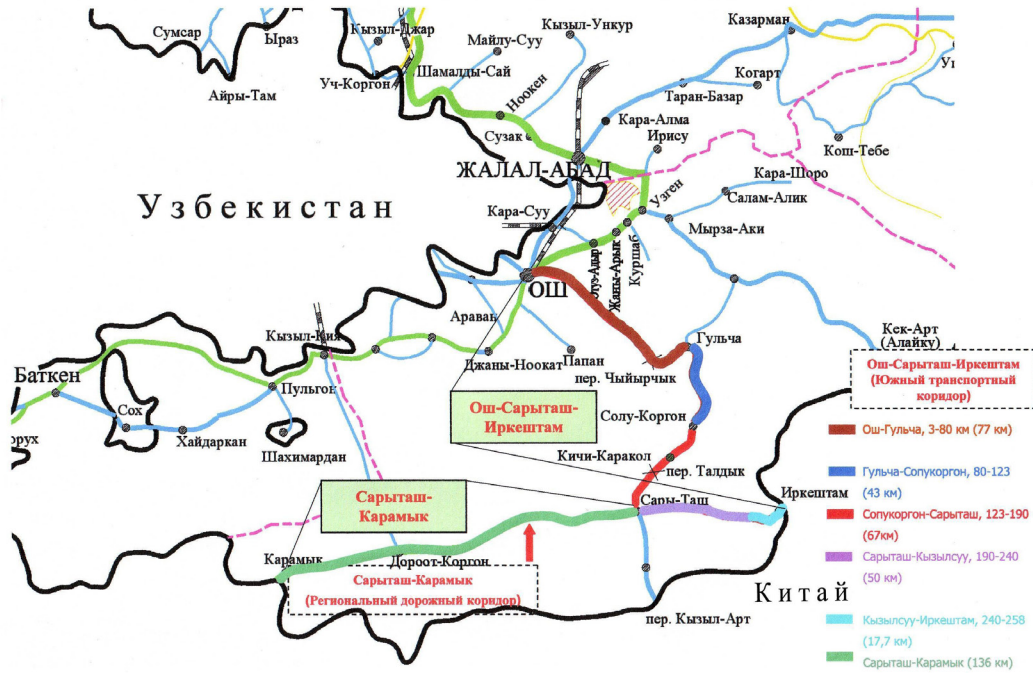 Сумсар
Ыраз
Айры-Там
Кызыл-Джар
Уч-Коргон
Шамалды-Сай
Майлу-Суу
Кызыл-Ункур
Ноокен
Сузак
Казарман
Когарт
Таран-Базар
Кара-Алма
Ирису
Кош-Тебе
ЖАЛАЛ-АБАД
Узбекистан
Кара-Шоро
Салам-Алик
Узген
Мырза-Аки
Кара-Суу
Жаны-Арык
Куршаб
ОШ
Араван
Кызыл-Кия
Джаны-Ноокат
Папан
пер. Чыйырчык
Гульча
Кек-Арт
(Алайку)
Баткен
Пульгон
Сох
Хайдаркан
Шахимардан
Ош-Сарыташ-
Иркештам
Солу-Коргон
Кичи-Каракол
пер. Талдык
Сары-Таш
Иркештам
Сарыташ-
Карамык
Карамык
Дороот-Коргон
Сарыташ-Карамык
(Региональный дорожный коридор)
пер. Кызыл-Арт
Китай
Ош-Сарыташ-Иркештам
(Южный транспортный
коридор)
Ош-Гульча, 3-80 км (77 км)
Гульча-Сопукоргон, 80-123
(43 км)
Сопукоргон-Сарыташ, 123-190
(67км)
Сарыташ-Кызылсуу, 190-240
(50 км)
Кызылсуу-Иркештам, 240-258
(17,7 км)
Сарыташ-Карамык (136 км)